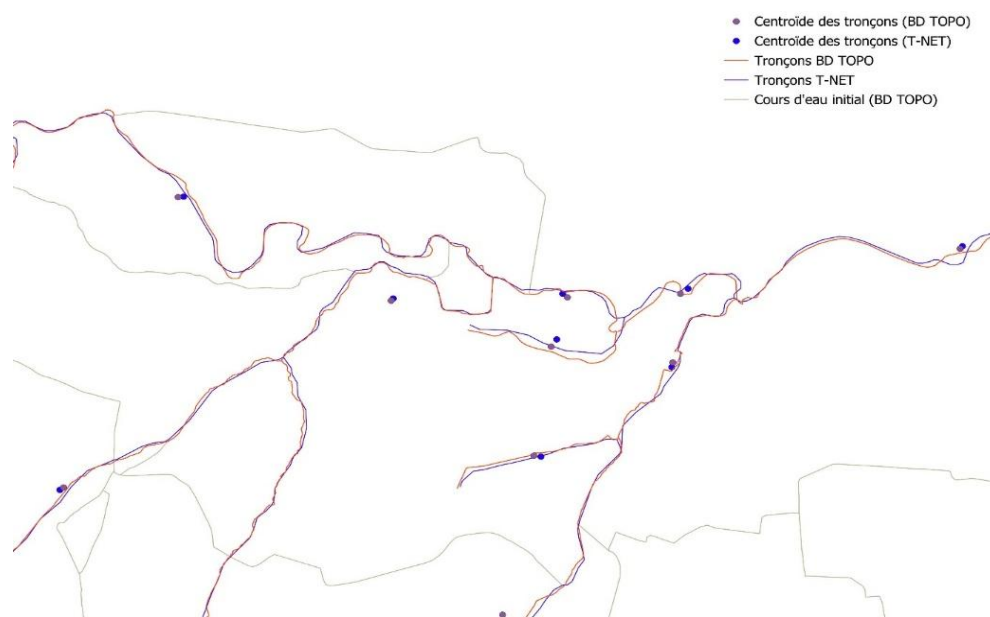 Centroïde des tronçons (BD TOPO)
Centroïde des tronçons (T-NET)
Tronçons BD TOPO
Tronçons T-NET
Cours d'eau initial (BD TOPO)